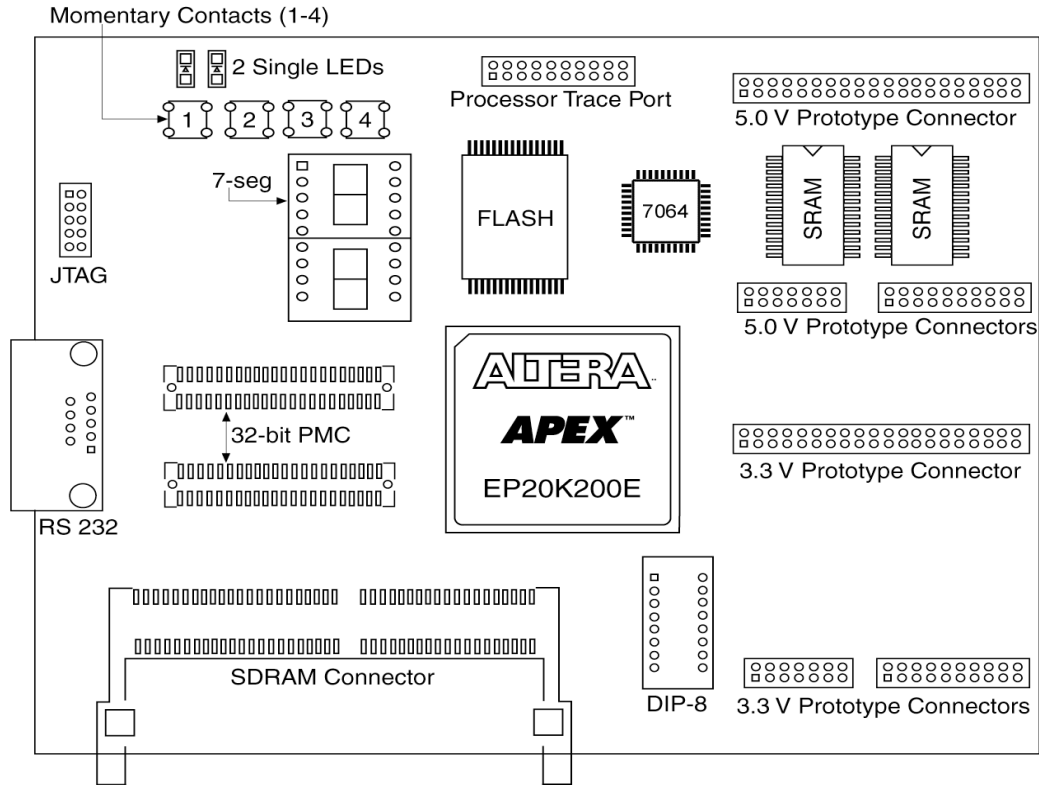 Momentary Contacts (1-4)
2 Single LEDs
1
2
3
4
Processor Trace Port
5.0 V Prototype Connector
7-seg
JTAG
FLASH
7064
SRAM
SRAM
5.0 V Prototype Connectors
RS 232
32-bit PMC
ALTERA
APEX™
EP20K200E
3.3 V Prototype Connector
SDRAM Connector
DIP-8
3.3 V Prototype Connectors